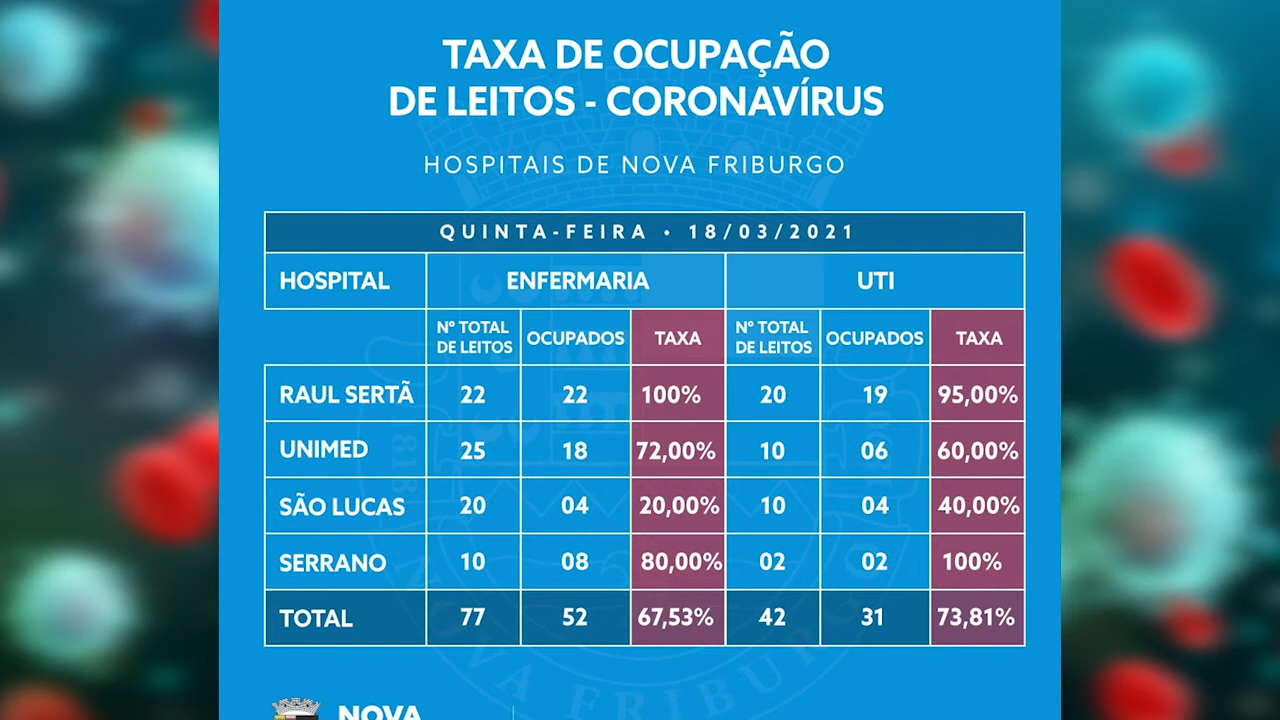 TAXA DE OCUPAÇÃO
DE LEITOS - CORONAVÍRUS
HOSPITAIS DE NOVA FRIBURGO
QUINTA-FEIRA • 18/03/2021
HOSPITAL ENFERMARIA UTI
Nº TOTAL DE LEITOS OCUPADOS TAXA Nº TOTAL DE LEITOS OCUPADOS TAXA
RAUL SERTÃ 22 22 100% 20 19 95,00%
UNIMED 25 18 72,00% 10 06 60,00%
SÃO LUCAS 20 04 20,00% 10 04 40,00%
SERRANO 10 08 80,00% 02 02 100%
TOTAL 77 52 67,53% 42 31 73,81%
NOVA FRIBURGO
NOVA